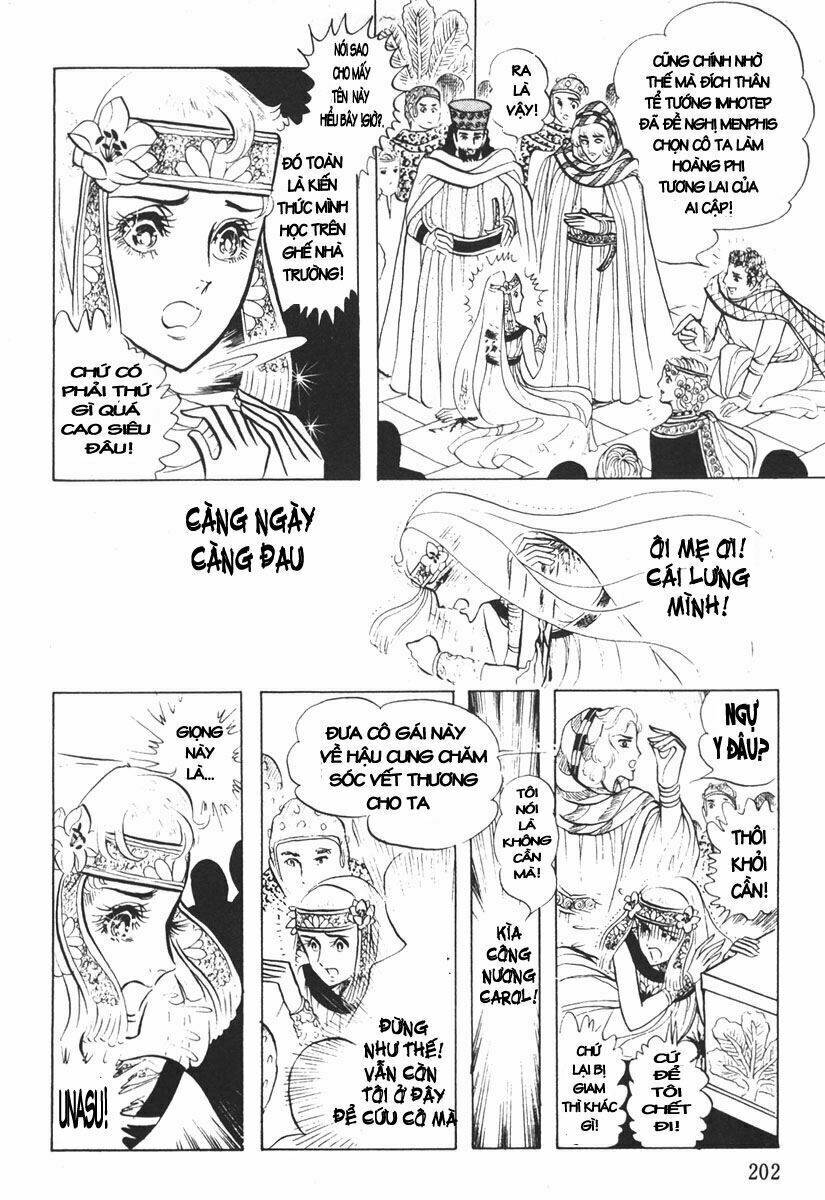 CŨNG CHÍNH NHỜ
THẾ MÀ ĐÍCH THÂN
TỂ TƯỚNG IMHOTEP
ĐÃ ĐỀ NGHỊ MENPHIS
CHỌN CÔ TA LÀM
HOÀNG PHI
TƯƠNG LAI CỦA
AI CẬP!
RA
LÀ
VẬY!
NÓI SAO
CHO MẤY
TÊN NÀY
HIỂU BÂY GIỜ?
ĐÓ TOÀN
LÀ KIẾN
THỨC MÌNH
HỌC TRÊN
GHẾ NHÀ
TRƯỜNG!
CHỨ CÓ
PHẢI THỨ
GÌ QUÁ
CAO SIÊU
ĐÂU!
ÔI MẸ ƠI!
CÁI LƯNG
MÌNH!
CÀNG NGÀY
CÀNG ĐAU
NGỰ
Y ĐÂU?
THÔI
KHỎI
CẦN!
CỨ ĐỂ
TÔI
CHẾT
ĐI!
CHỨ
LẠI BỊ
GIAM
THÌ KHÁC
GÌ!
TÔI
NÓI
LÀ
KHÔNG
CẦN
MÀ!
KÌA
CÔNG
NƯƠNG
CAROL!
ĐƯA CÔ GÁI NÀY
VỀ HẬU CUNG CHĂM
SÓC VẾT THƯƠNG
CHO TA
ĐỪNG
NHƯ THẾ!
VẪN CÒN
TÔI Ở ĐÂY
ĐỂ CỨU CÔ MÀ
GIỌNG
NÀY
LÀ...
UNASU!
202